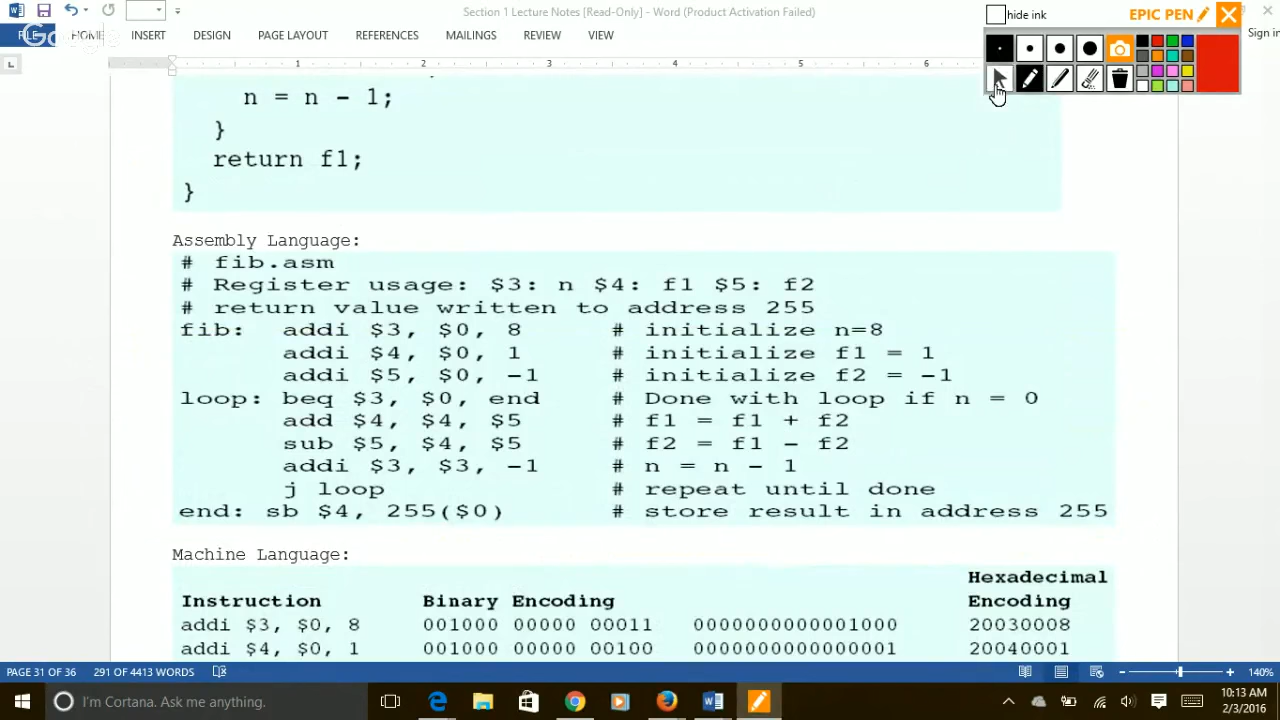 Section 1 Lecture Notes [Read-Only] - Word (Product Activation Failed)
hide ink
EPIC PEN
FILE HOME INSERT DESIGN PAGE LAYOUT REFERENCES MAILINGS REVIEW VIEW
Sign in
1 2 3 4 5 6
n = n - 1;
}
return f1;
}
Assembly Language:
# fib.asm
# Register usage: $3: n $4: f1 $5: f2
# return value written to address 255
fib: addi $3, $0, 8 # initialize n=8
addi $4, $0, 1 # initialize f1 = 1
addi $5, $0, -1 # initialize f2 = -1
loop: beq $3, $0, end # Done with loop if n = 0
add $4, $4, $5 # f1 = f1 + f2
sub $5, $4, $5 # f2 = f1 - f2
addi $3, $3, -1 # n = n - 1
j loop # repeat until done
end: sb $4, 255($0) # store result in address 255
Machine Language:
Hexadecimal
Instruction Binary Encoding Encoding
addi $3, $0, 8 001000 00000 00011 0000000000001000 20030008
addi $4, $0, 1 001000 00000 00100 0000000000000001 20040001
PAGE 31 OF 36 291 OF 4413 WORDS 140%
I'm Cortana. Ask me anything.
10:13 AM
2/3/2016